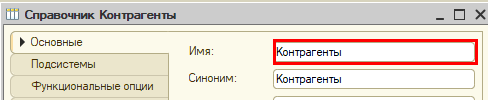 Справочник Контрагенты
Основные
Имя: Контрагенты
Подсистемы
Синоним: Контрагенты
Функциональные опции